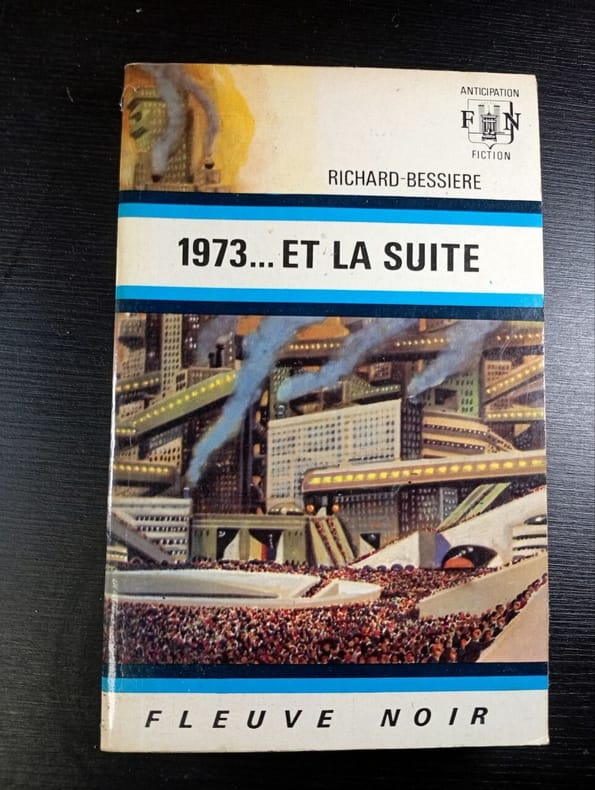 ANTICIPATION
F N
FICTION
RICHARD-BESSIERE
1973... ET LA SUITE
FLEUVE NOIR